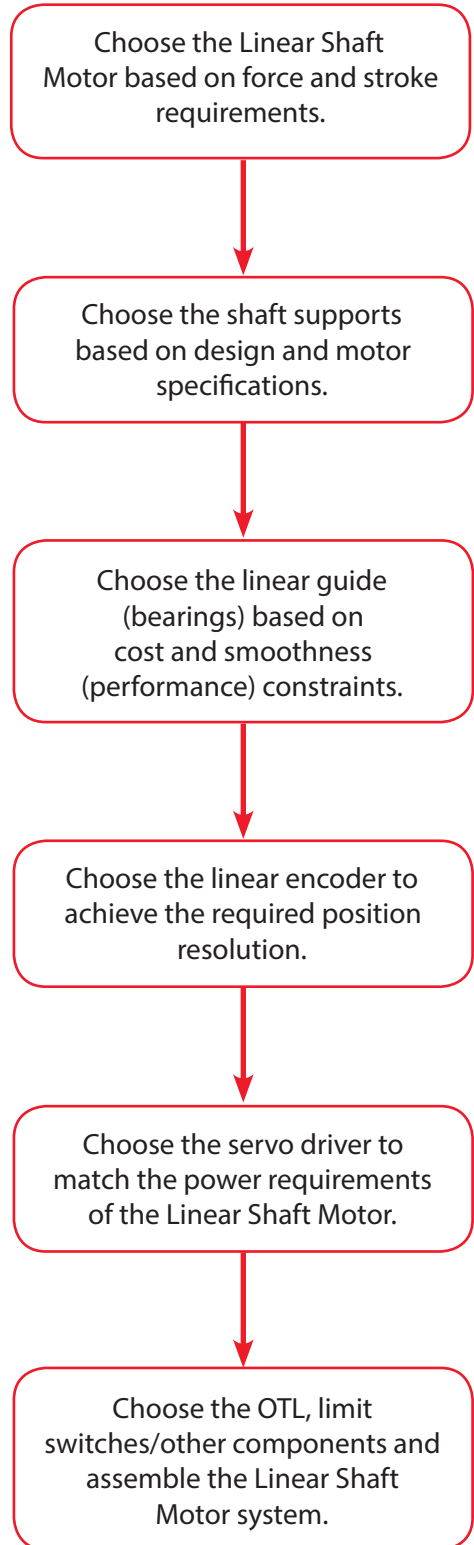 Choose the Linear Shaft
Motor based on force and stroke
requirements.
Choose the shaft supports
based on design and motor
specifications.
Choose the linear guide
(bearings) based on
cost and smoothness
(performance) constraints.
Choose the linear encoder to
achieve the required position
resolution.
Choose the servo driver to
match the power requirements
of the Linear Shaft Motor.
Choose the OTL, limit
switches/other components and
assemble the Linear Shaft
Motor system.